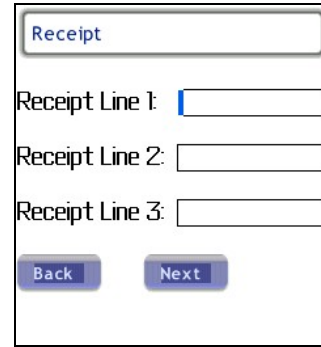 Receipt
Receipt Line 1:
Receipt Line 2:
Receipt Line 3:
Back Next